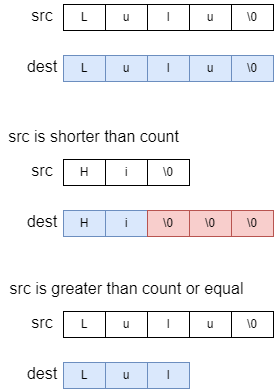 src L u l u \0
dest L u l u \0
src is shorter than count
src H i \0
dest H i \0 \0 \0
src is greater than count or equal
src L u l u \0
dest L u l